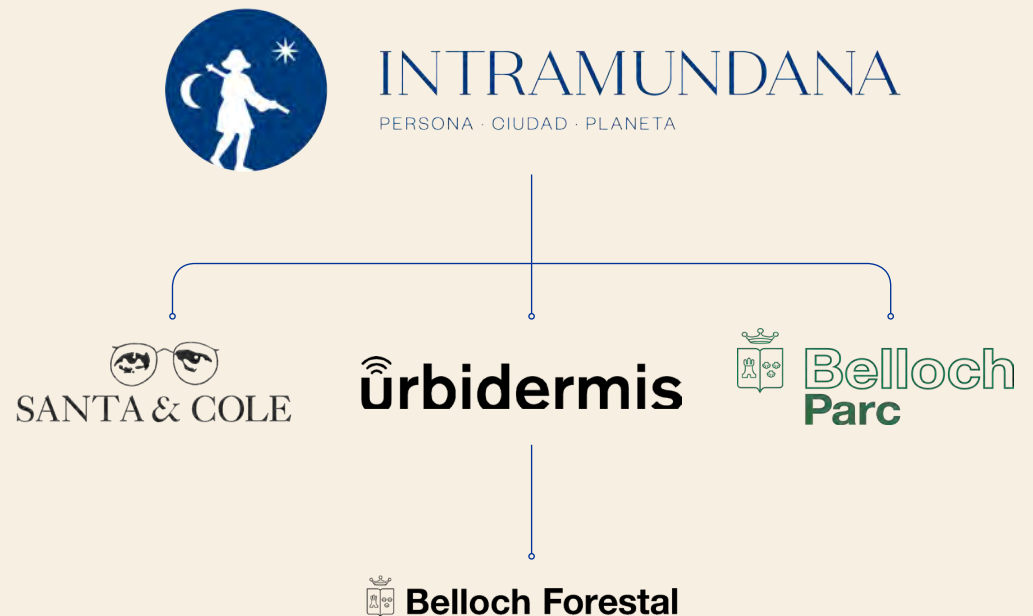 INTRAMUNDANA
PERSONA · CIUDAD · PLANETA
SANTA & COLE
urbidermis
Belloch
Parc
Belloch Forestal